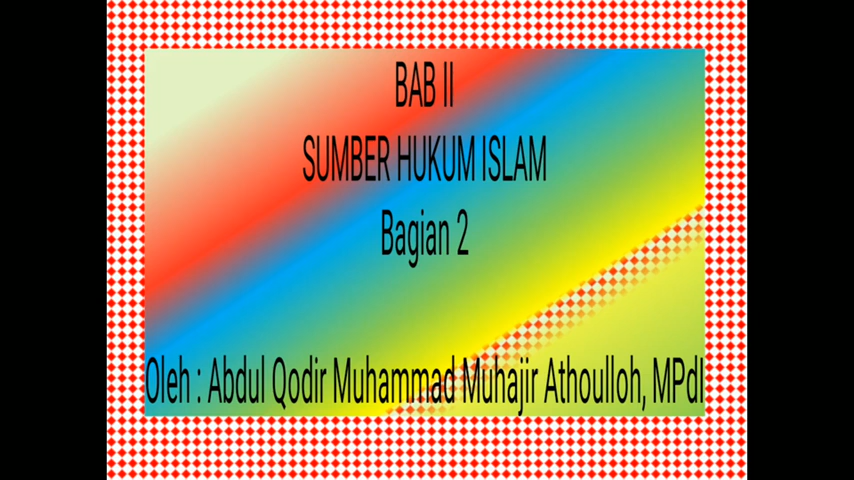 BAB II
SUMBER HUKUM ISLAM
Bagian 2
Oleh : Abdul Qodir Muhammad Muhajir Athoulloh, MPdI